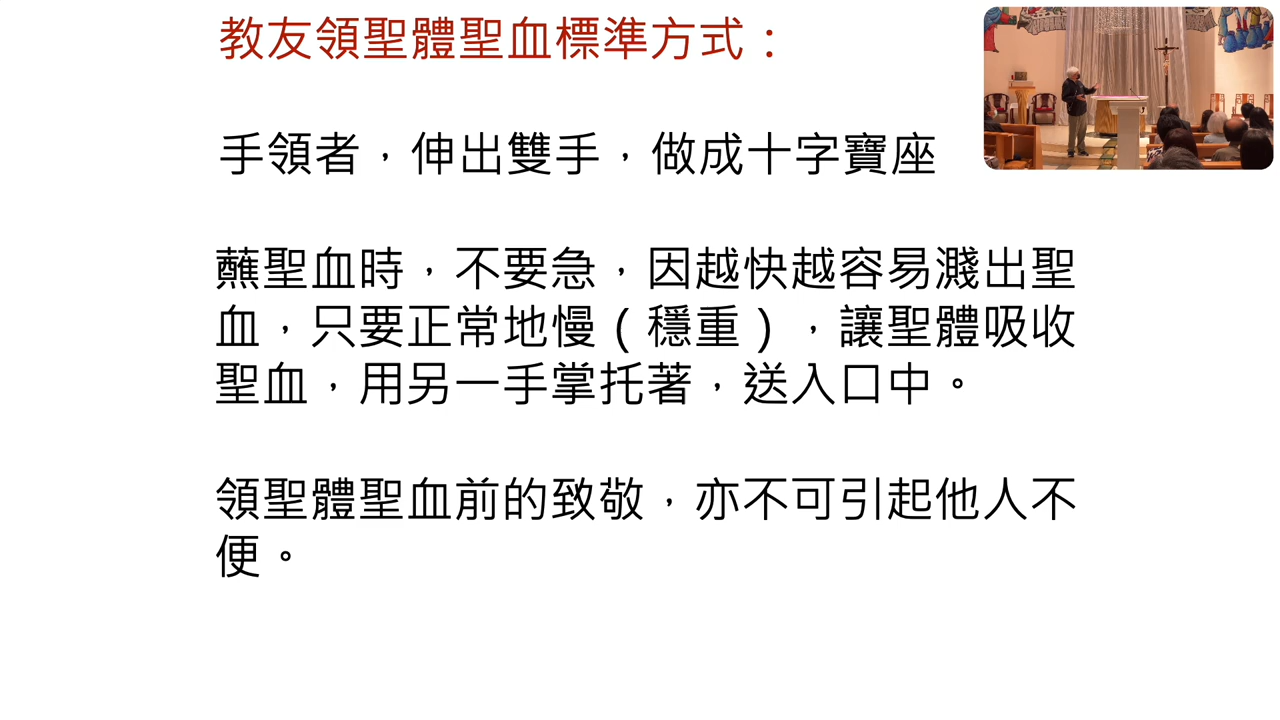 教友領聖體聖血標準方式：
手領者，伸出雙手，做成十字寶座
蘸聖血時，不要急，因越快越容易濺出聖
血，只要正常地慢（穩重），讓聖體吸收
聖血，用另一手掌托著，送入口中。
領聖體聖血前的致敬，亦不可引起他人不
便。